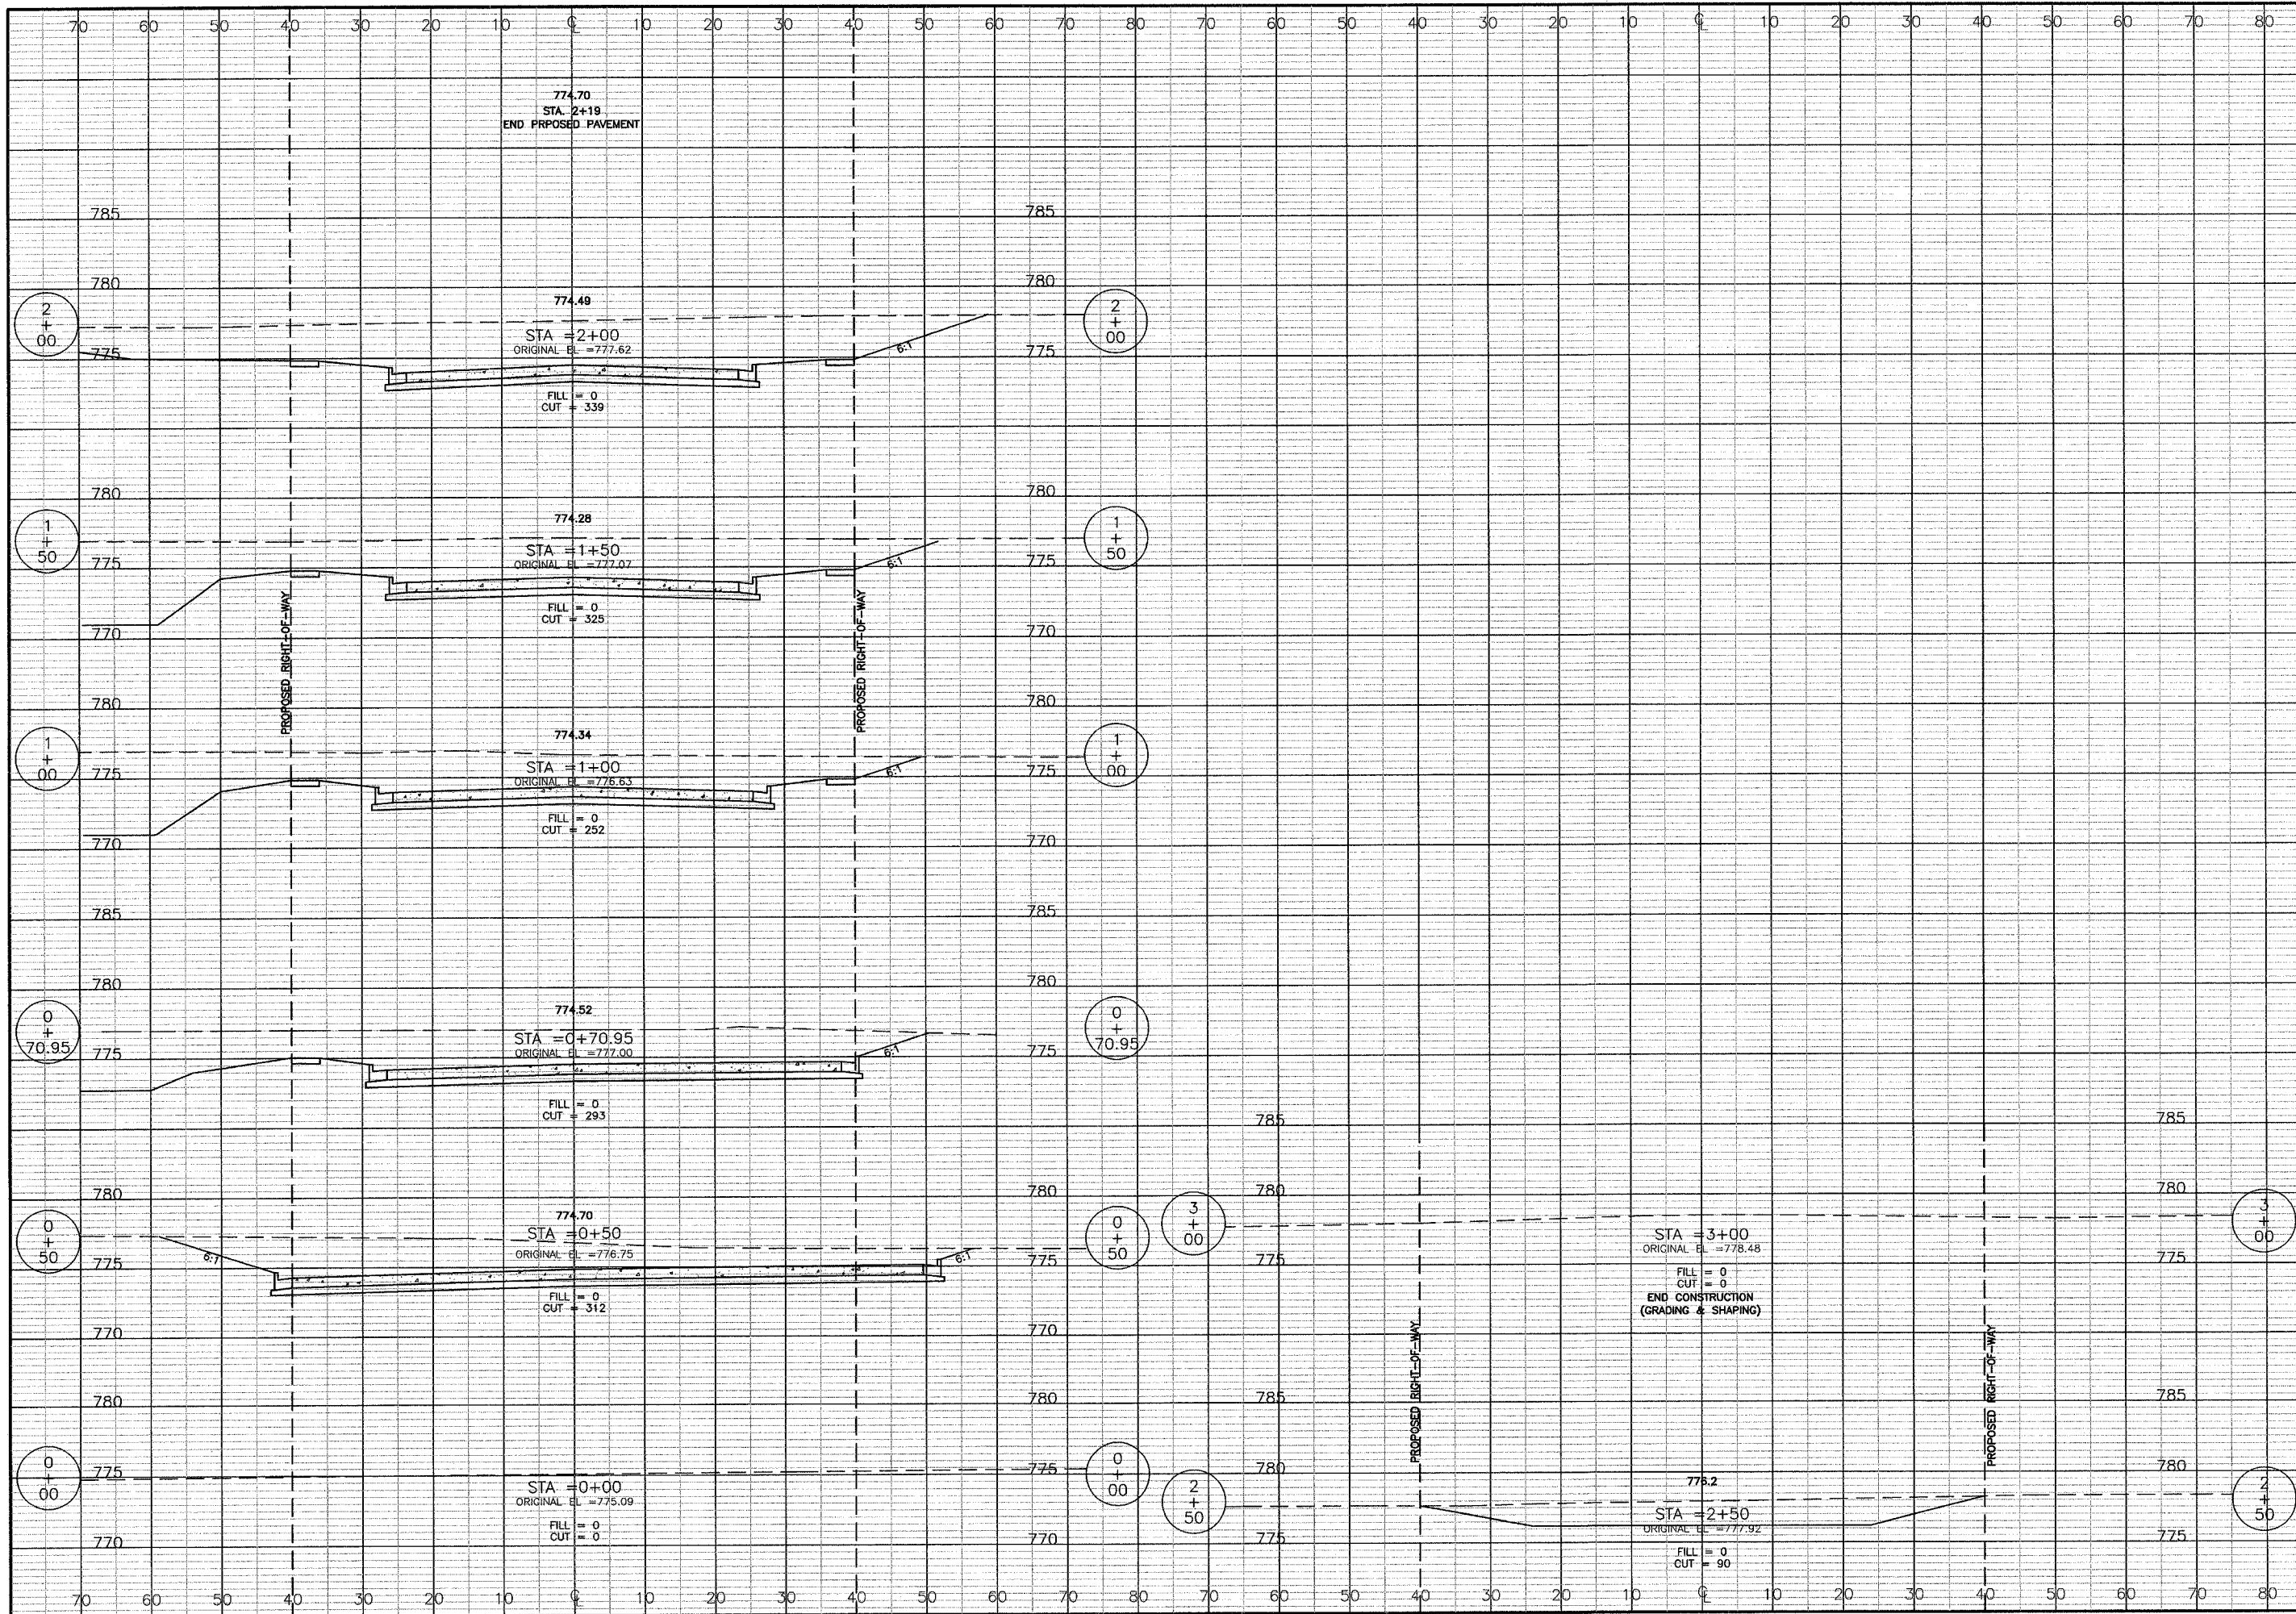 70 60 50 40 30 20 10 ℄ 10 20 30 40 50 60 70 80 70 60 50 40 30 20 10 ℄ 10 20 30 40 50 60 70 80
774.70
STA. 2+19
END PRPOSED PAVEMENT
785 785
780 780
2
+
00
774.49
2
+
00
STA =2+00
ORIGINAL EL =777.62
775 775
6:1
FILL = 0
CUT = 339
780 780
1
+
50
774.28
1
+
50
STA =1+50
ORIGINAL EL =777.07
775 775
6:1
FILL = 0
CUT = 325
770 770
PROPOSED RIGHT-OF-WAY
PROPOSED RIGHT-OF-WAY
780 780
1
+
00
774.34
1
+
00
STA =1+00
ORIGINAL EL =776.63
775 775
6:1
FILL = 0
CUT = 252
770 770
785 785
780 780
0
+
70.95
774.52
0
+
70.95
STA =0+70.95
ORIGINAL EL =777.00
775 775
6:1
FILL = 0
CUT = 293
780 780
0
+
50
774.70
0
+
50
STA =0+50
ORIGINAL EL =776.75
775 775
6:1
6:1
FILL = 0
CUT = 312
770 770
780 780
0
+
00
775 775
0
+
00
STA =0+00
ORIGINAL EL =775.09
FILL = 0
CUT = 0
770 770
785 785
780 780
3
+
00
3
+
00
STA =3+00
ORIGINAL EL =778.48
775 775
FILL = 0
CUT = 0
END CONSTRUCTION
(GRADING & SHAPING)
PROPOSED RIGHT-OF-WAY
PROPOSED RIGHT-OF-WAY
785 785
780 780
2
+
50
776.2
2
+
50
STA =2+50
ORIGINAL EL =777.92
775 775
FILL = 0
CUT = 90
70 60 50 40 30 20 10 ℄ 10 20 30 40 50 60 70 80 70 60 50 40 30 20 10 ℄ 10 20 30 40 50 60 70 80